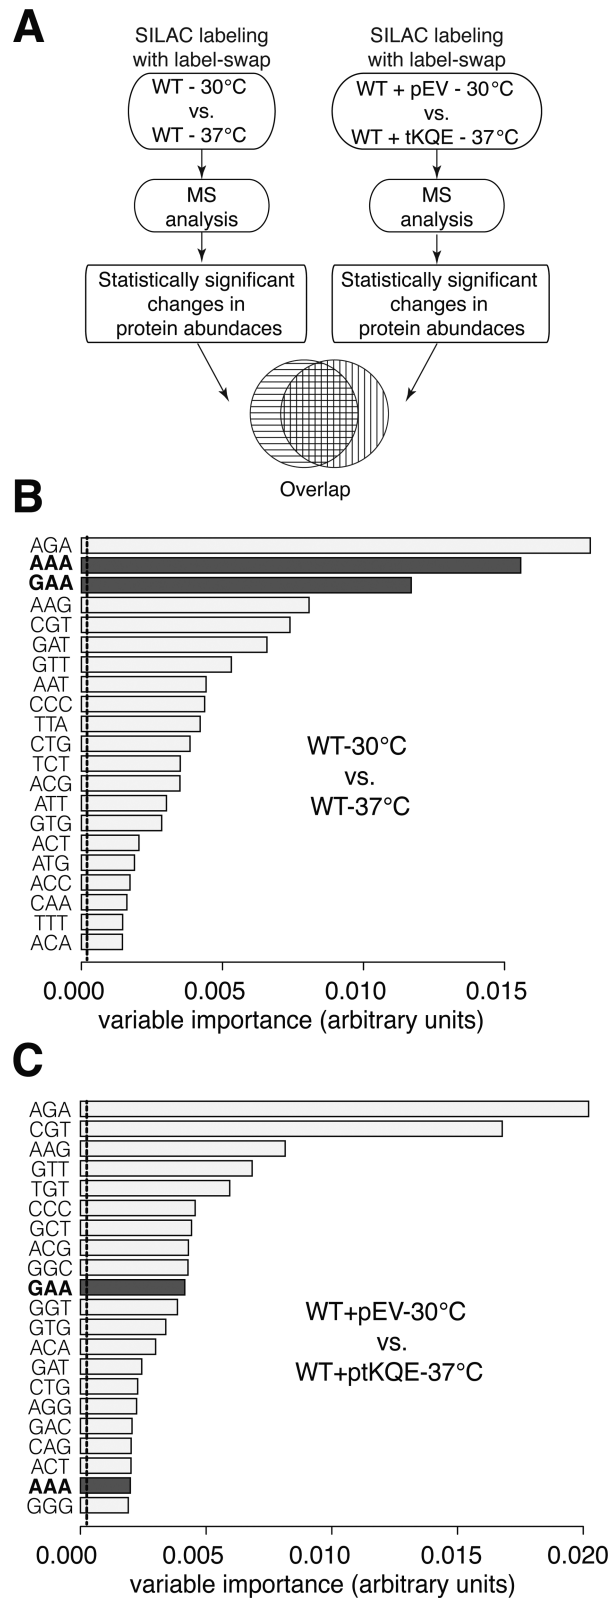 A
SILAC labeling
with label-swap
WT - 30°C
vs.
WT - 37°C
MS
analysis
Statistically significant
changes in
protein abundaces
SILAC labeling
with label-swap
WT + pEV - 30°C
vs.
WT + tKQE - 37°C
MS
analysis
Statistically significant
changes in
protein abundaces
Overlap
B
AGA
AAA
GAA
AAG
CGT
GAT
GTT
AAT
CCC
TTA
CTG
TCT
ACG
ATT
GTG
ACT
ATG
ACC
CAA
TTT
ACA
WT-30°C
vs.
WT-37°C
0.000 0.005 0.010 0.015
variable importance (arbitrary units)
C
AGA
CGT
AAG
GTT
TGT
CCC
GCT
ACG
GGC
GAA
GGT
GTG
ACA
GAT
CTG
AGG
GAC
CAG
ACT
AAA
GGG
WT+pEV-30°C
vs.
WT+ptKQE-37°C
0.000 0.005 0.010 0.015 0.020
variable importance (arbitrary units)